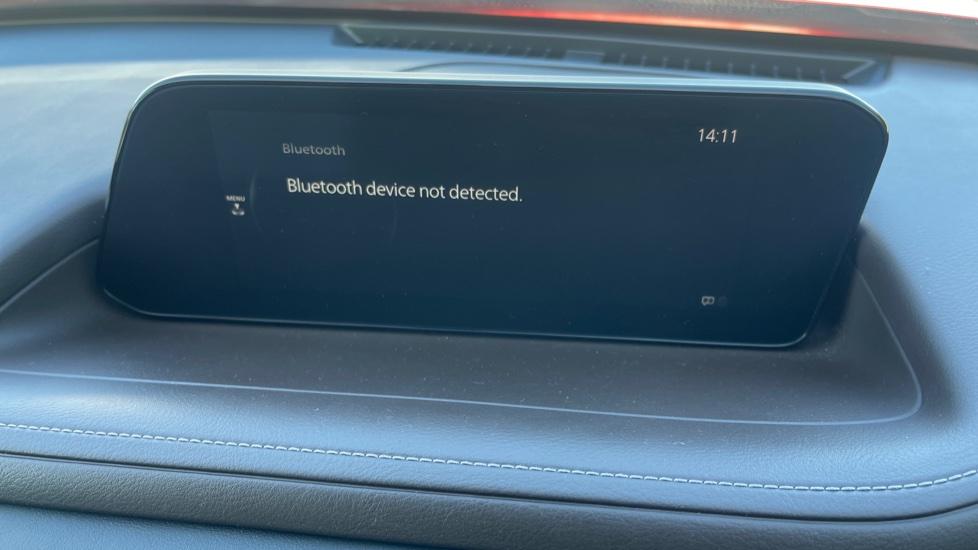 14:11
Bluetooth
Bluetooth device not detected.
MENU